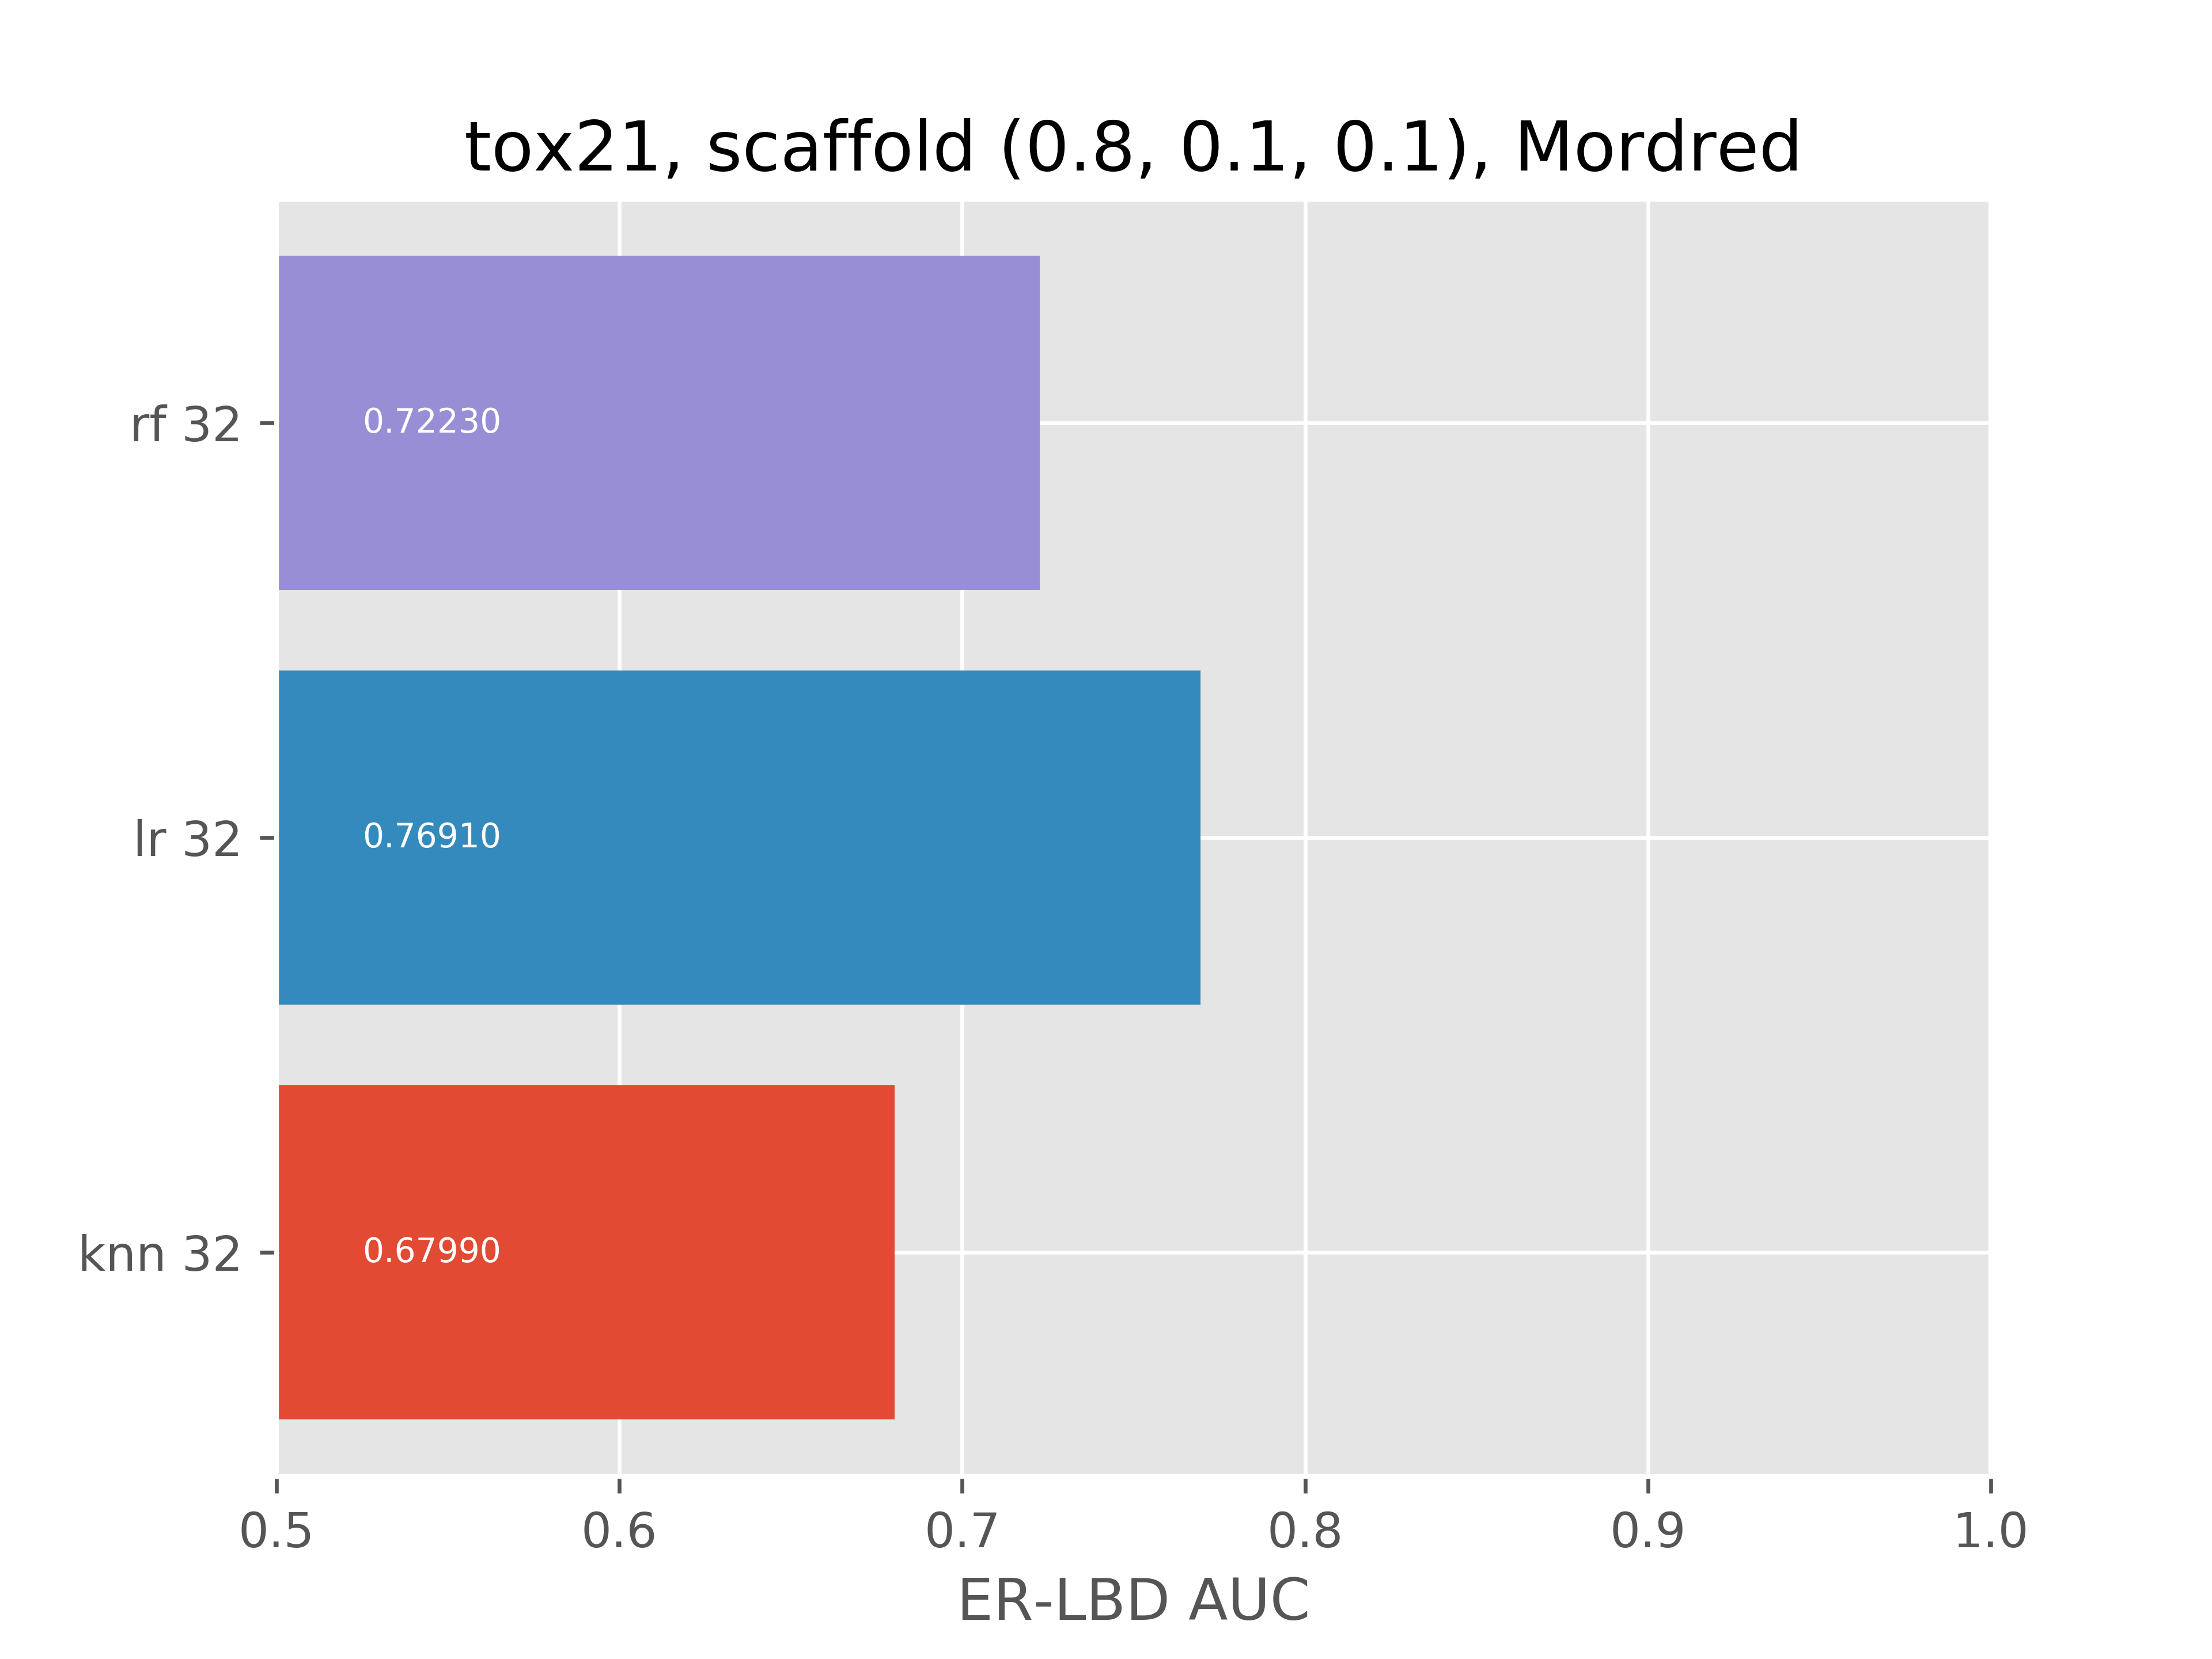 tox21, scaffold (0.8, 0.1, 0.1), Mordred
rf 32
0.72230
lr 32
0.76910
knn 32
0.67990
0.5 0.6 0.7 0.8 0.9 1.0
ER-LBD AUC